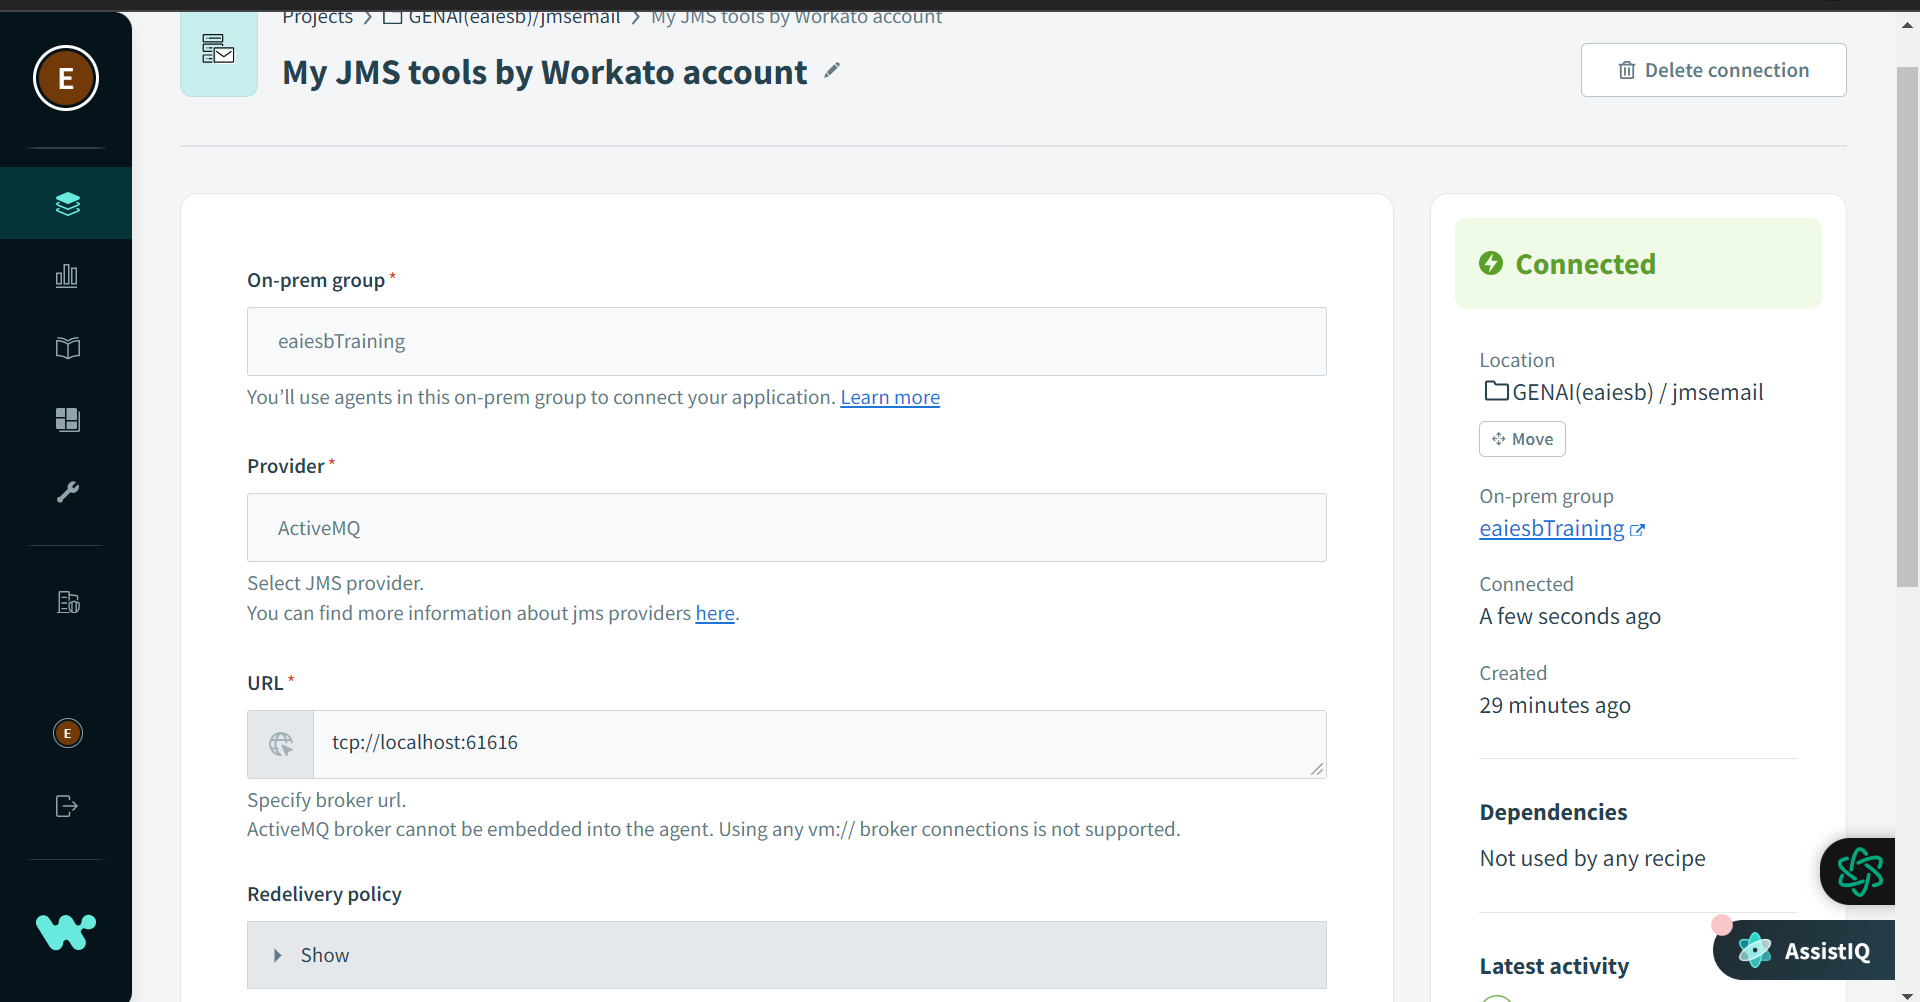 Projects > GENAI(eaiesb)/jmsemail > My JMS tools by Workato account
My JMS tools by Workato account
Delete connection
E
On-prem group *
eaiesbTraining
You’ll use agents in this on-prem group to connect your application. Learn more
Provider *
ActiveMQ
Select JMS provider.
You can find more information about jms providers here.
URL *
tcp://localhost:61616
Specify broker url.
ActiveMQ broker cannot be embedded into the agent. Using any vm:// broker connections is not supported.
Redelivery policy
Show
Connected
Location
GENAI(eaiesb) / jmsemail
Move
On-prem group
eaiesbTraining
Connected
A few seconds ago
Created
29 minutes ago
Dependencies
Not used by any recipe
Latest activity
AssistIQ
E